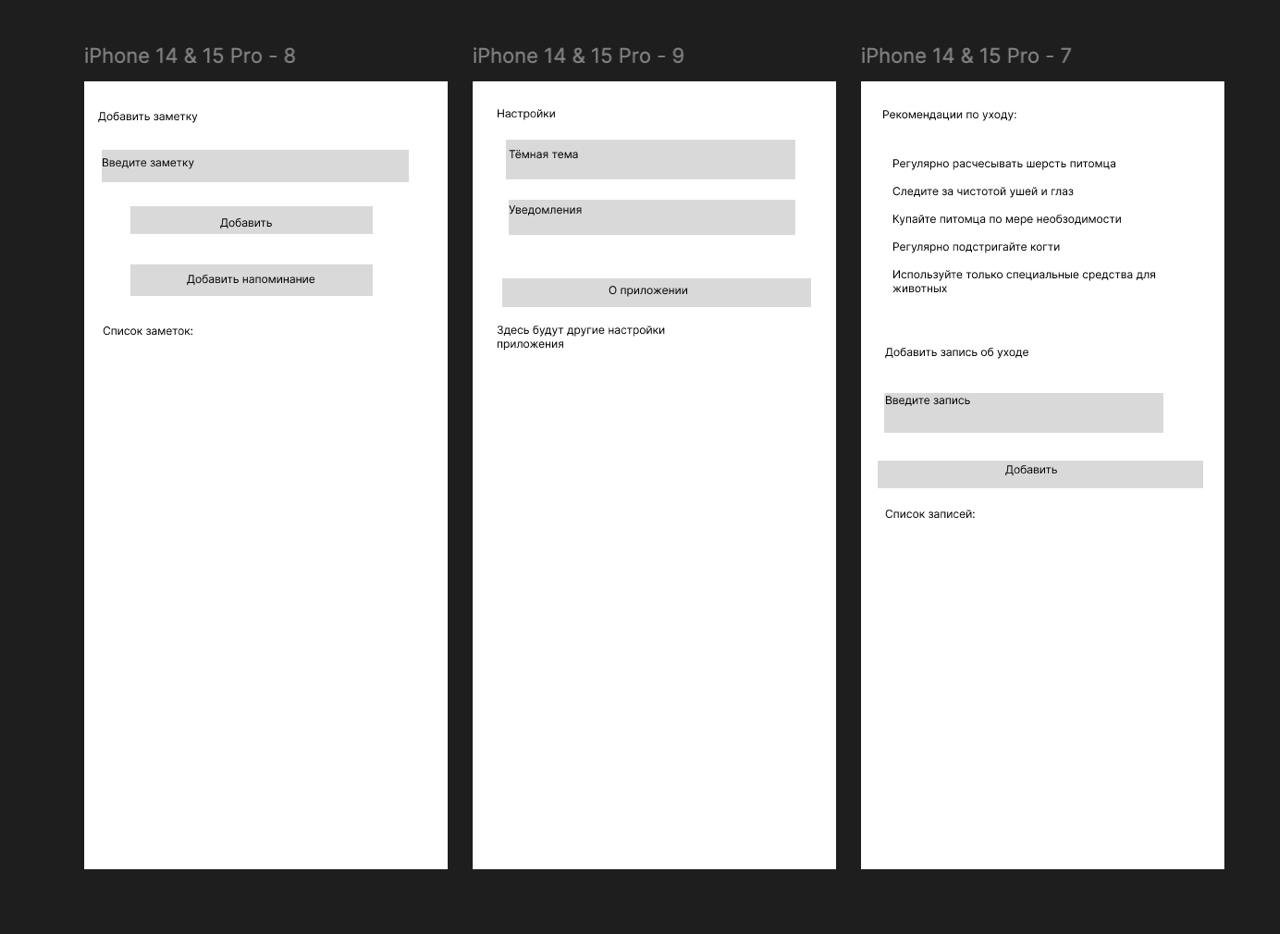 iPhone 14 & 15 Pro - 8
Добавить заметку
Введите заметку
Добавить
Добавить напоминание
Список заметок:
iPhone 14 & 15 Pro - 9
Настройки
Тёмная тема
Уведомления
О приложении
Здесь будут другие настройки
приложения
iPhone 14 & 15 Pro - 7
Рекомендации по уходу:
Регулярно расчесывать шерсть питомца
Следите за чистотой ушей и глаз
Купайте питомца по мере необзодимости
Регулярно подстригайте когти
Используйте только специальные средства для
животных
Добавить запись об уходе
Введите запись
Добавить
Список записей: